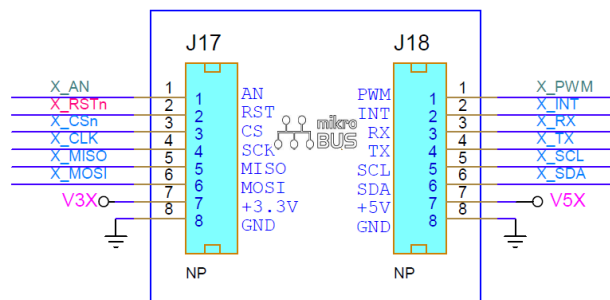 J17 J18
X_AN 1 1 AN PWM 1 1 X_PWM
X_RSTn 2 2 RST INT 2 2 X_INT
X_CSn 3 3 CS RX 3 3 X_RX
X_CLK 4 4 SCK TX 4 4 X_TX
X_MISO 5 5 MISO SCL 5 5 X_SCL
X_MOSI 6 6 MOSI SDA 6 6 X_SDA
V3X 7 7 +3.3V +5V 7 7 V5X
8 8 GND GND 8 8
mikro
BUS
NP NP